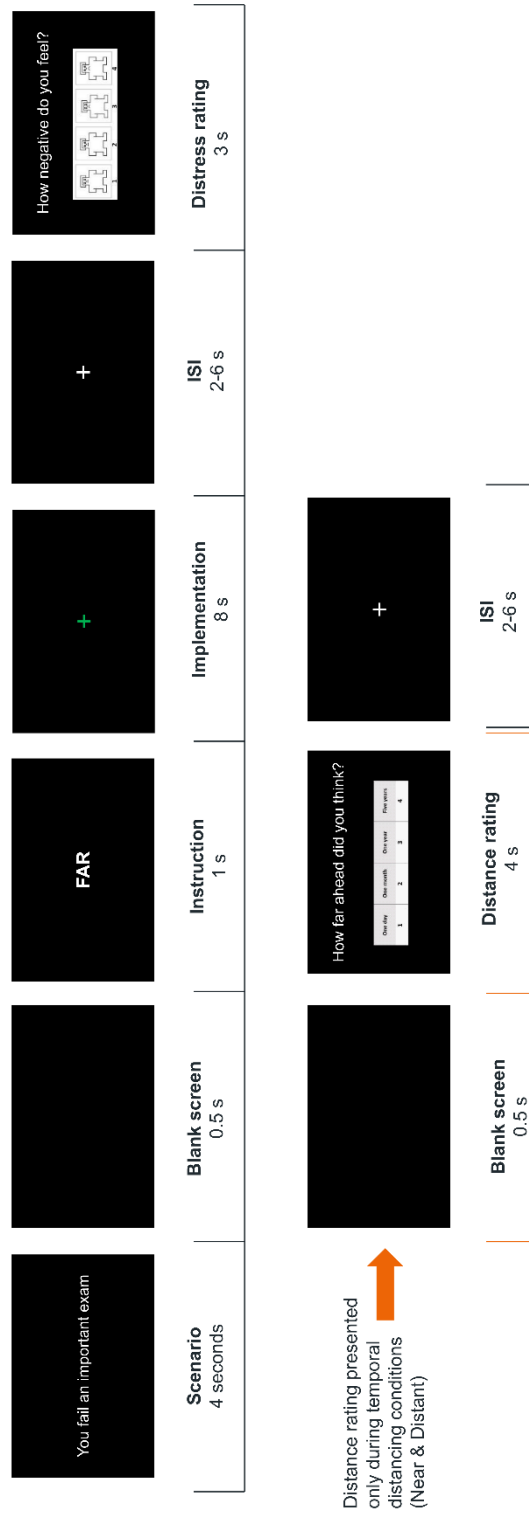 You fail an important exam
Scenario
4 seconds
Blank screen
0.5 s
FAR
Instruction
1 s
Implementation
8 s
ISI
2-6 s
How negative do you feel?
1 2 3 4
Distress rating
3 s
Distance rating presented
only during temporal
distancing conditions
(Near & Distant)
Blank screen
0.5 s
How far ahead did you think?
One day One month One year Five years
1 2 3 4
Distance rating
4 s
ISI
2-6 s